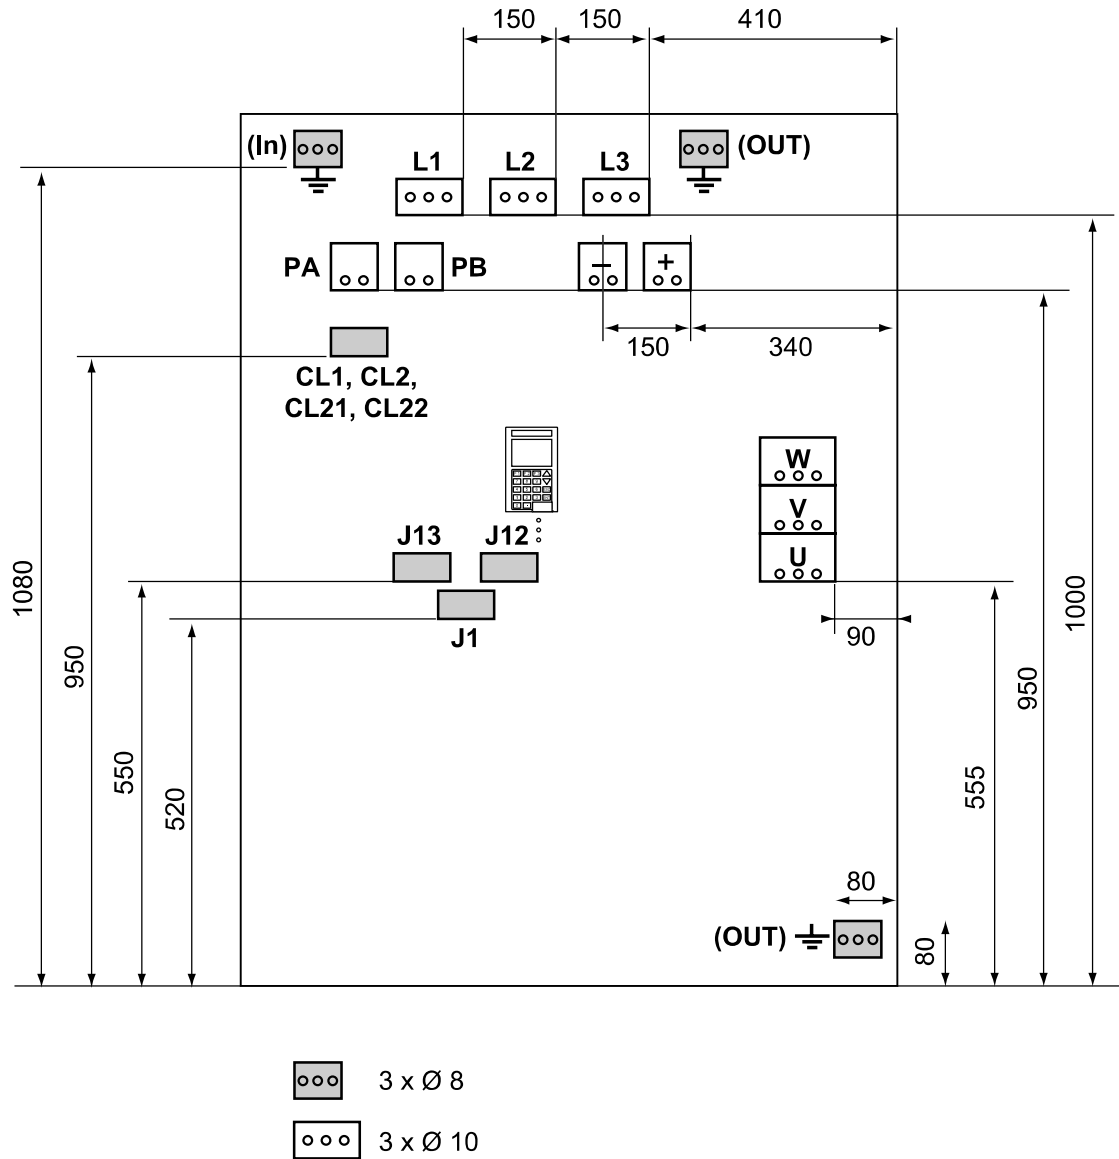 150
150
410
(In)
(OUT)
L1
L2
L3
PA
PB
–
+
150
340
CL1, CL2,
CL21, CL22
W
V
U
J13
J12
J1
90
1080
950
550
520
1000
950
555
80
80
(OUT)
3 x Ø 8
3 x Ø 10